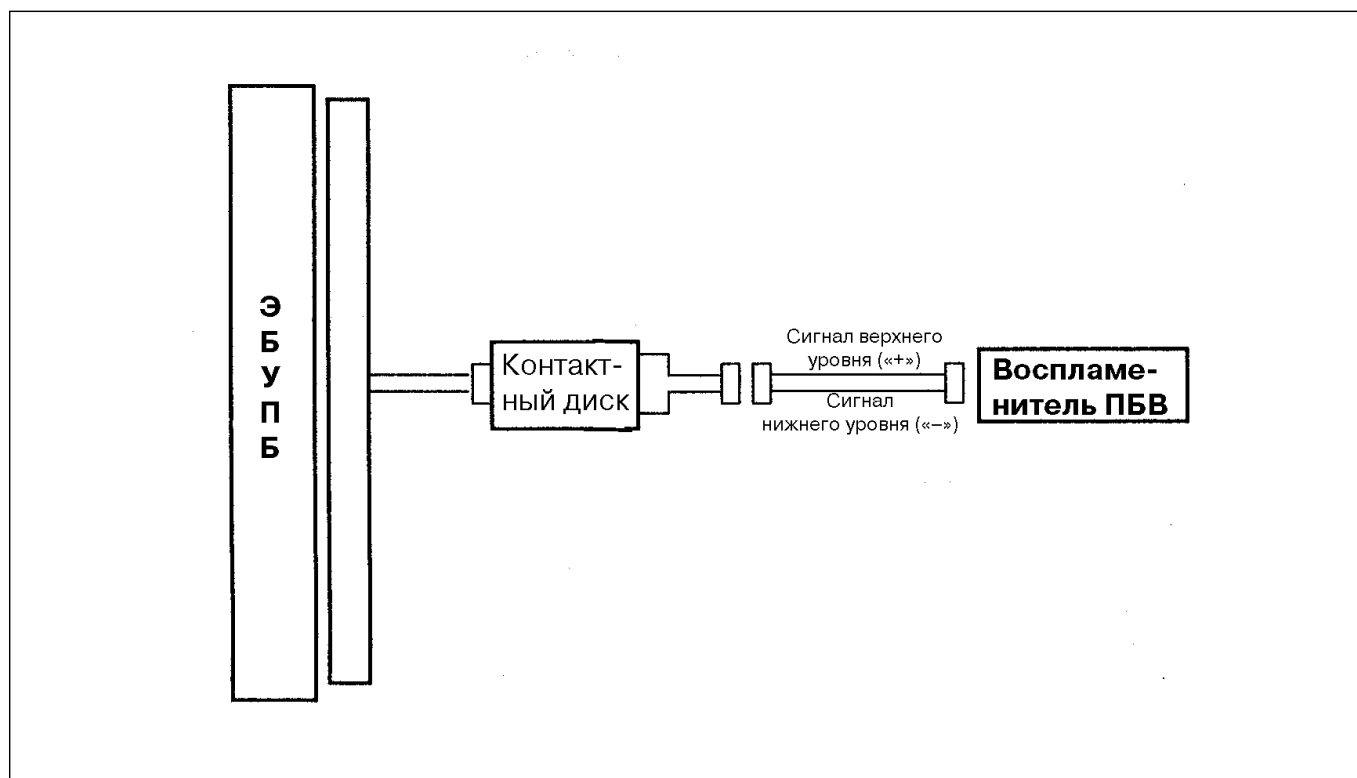 Э
Б
У
П
Б
Контакт-
ный диск
Сигнал верхнего
уровня («+»)
Сигнал
нижнего уровня («–»)
Воспламе-
нитель ПБВ